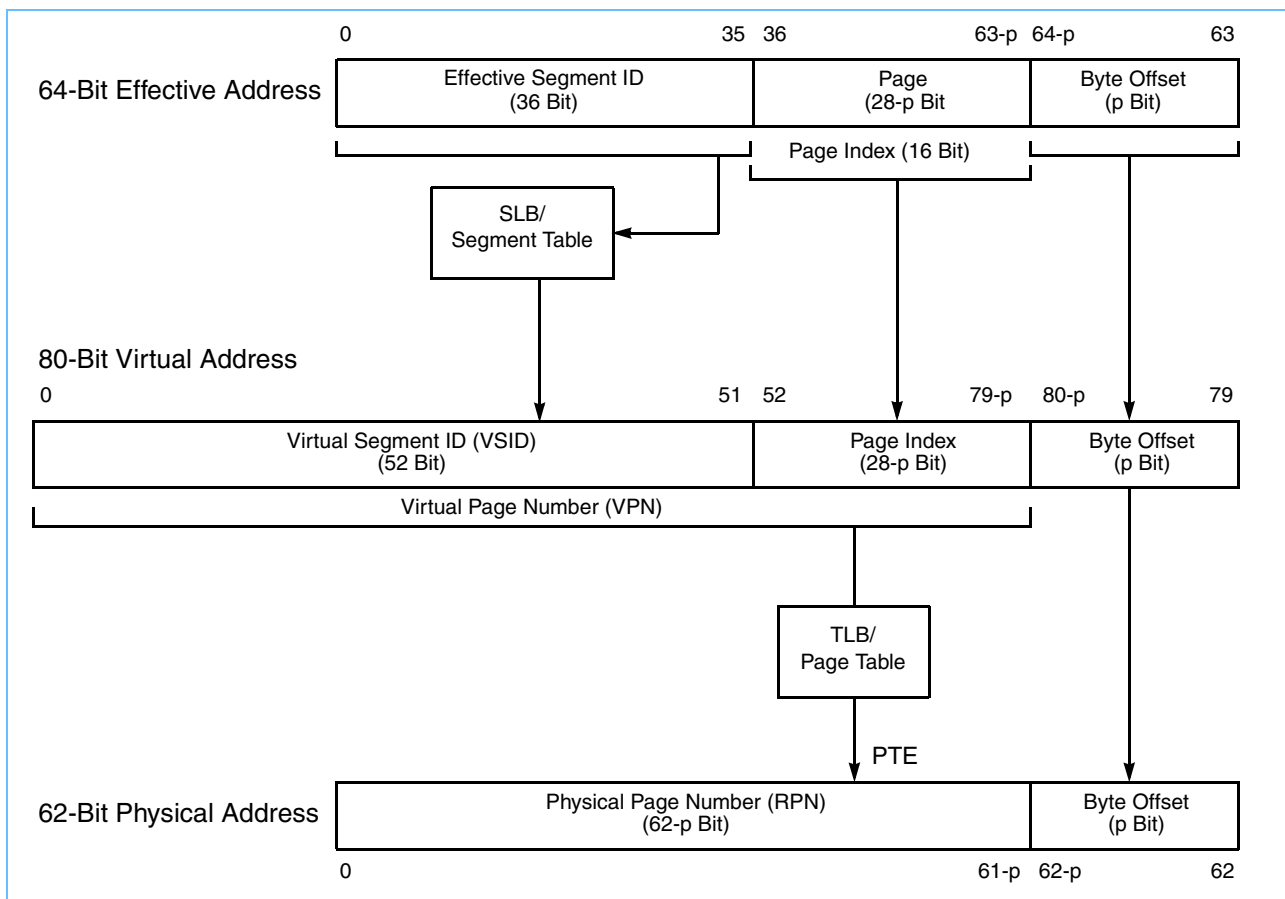 0 35 36 63-p 64-p 63
64-Bit Effective Address
Effective Segment ID
(36 Bit)
Page
(28-p Bit
Byte Offset
(p Bit)
Page Index (16 Bit)
SLB/
Segment Table
80-Bit Virtual Address
0 51 52 79-p 80-p 79
Virtual Segment ID (VSID)
(52 Bit)
Page Index
(28-p Bit)
Byte Offset
(p Bit)
Virtual Page Number (VPN)
TLB/
Page Table
PTE
62-Bit Physical Address
Physical Page Number (RPN)
(62-p Bit)
Byte Offset
(p Bit)
0 61-p 62-p 62